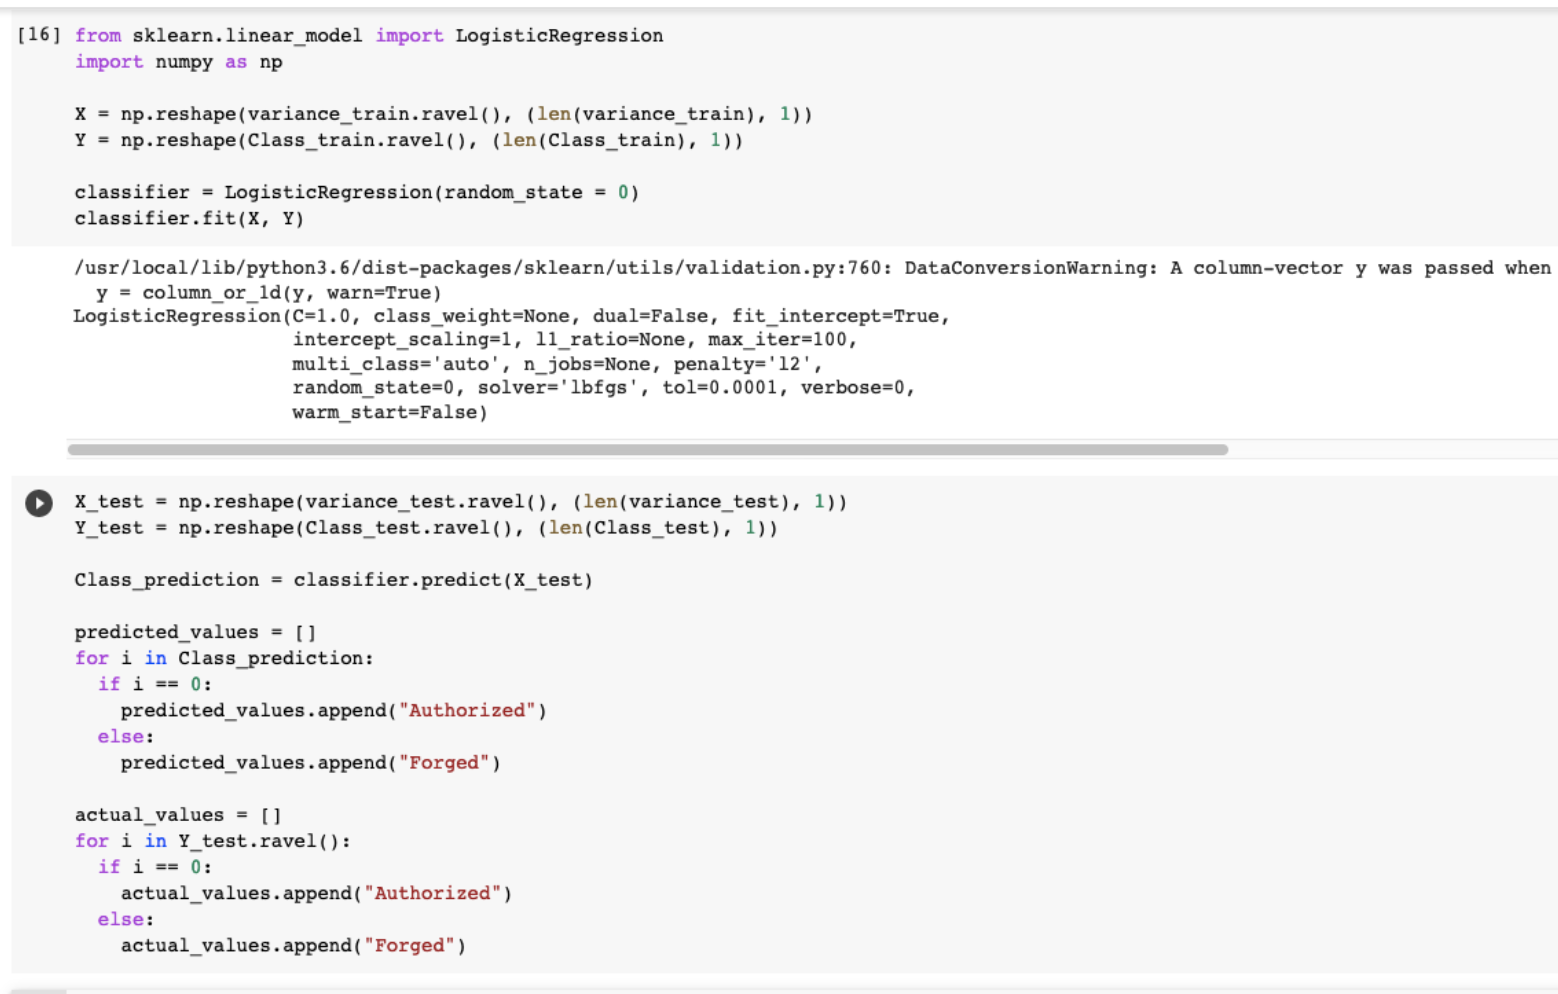 [16] from sklearn.linear_model import LogisticRegression
import numpy as np
X = np.reshape(variance_train.ravel(), (len(variance_train), 1))
Y = np.reshape(Class_train.ravel(), (len(Class_train), 1))
classifier = LogisticRegression(random_state = 0)
classifier.fit(X, Y)
/usr/local/lib/python3.6/dist-packages/sklearn/utils/validation.py:760: DataConversionWarning: A column-vector y was passed when
  y = column_or_1d(y, warn=True)
LogisticRegression(C=1.0, class_weight=None, dual=False, fit_intercept=True,
                   intercept_scaling=1, l1_ratio=None, max_iter=100,
                   multi_class='auto', n_jobs=None, penalty='l2',
                   random_state=0, solver='lbfgs', tol=0.0001, verbose=0,
                   warm_start=False)
X_test = np.reshape(variance_test.ravel(), (len(variance_test), 1))
Y_test = np.reshape(Class_test.ravel(), (len(Class_test), 1))
Class_prediction = classifier.predict(X_test)
predicted_values = []
for i in Class_prediction:
  if i == 0:
    predicted_values.append("Authorized")
  else:
    predicted_values.append("Forged")
actual_values = []
for i in Y_test.ravel():
  if i == 0:
    actual_values.append("Authorized")
  else:
    actual_values.append("Forged")